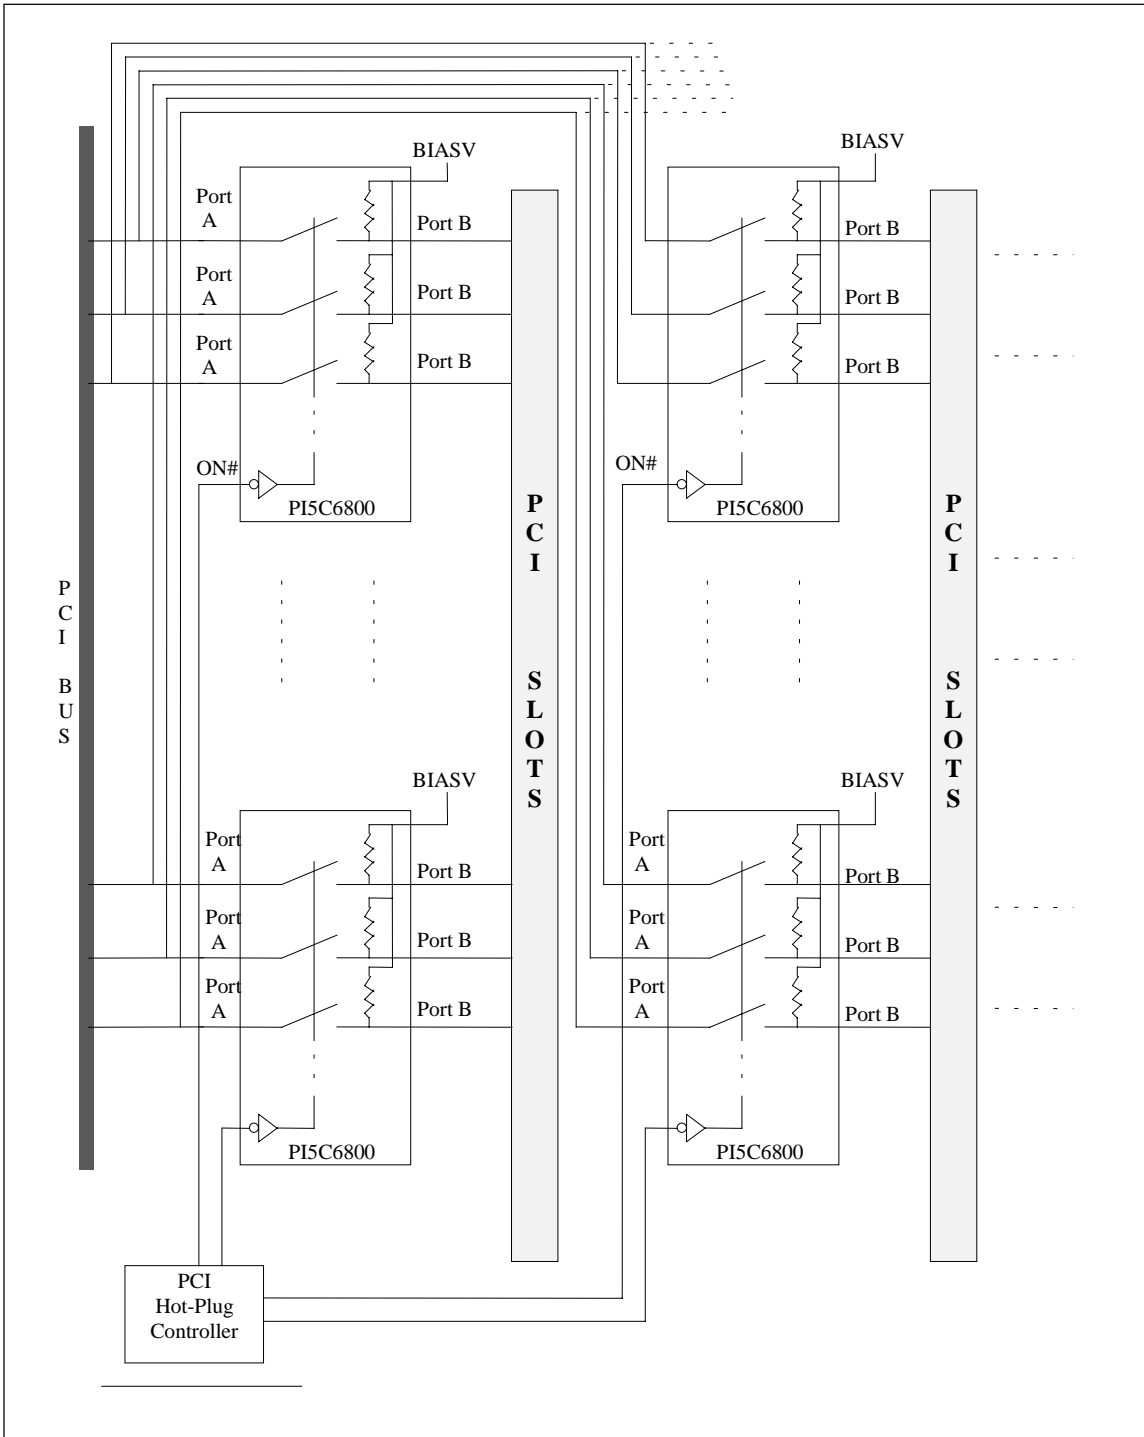 BIASV
BIASV
Port
A
Port B
Port B
Port
A
Port B
Port B
Port
A
Port B
Port B
ON#
ON#
PI5C6800
PI5C6800
P
C
I
S
L
O
T
S
P
C
I
S
L
O
T
S
P
C
I
B
U
S
BIASV
BIASV
Port
A
Port B
Port
A
Port B
Port
A
Port B
Port
A
Port B
Port
A
Port B
Port
A
Port B
PI5C6800
PI5C6800
PCI
Hot-Plug
Controller